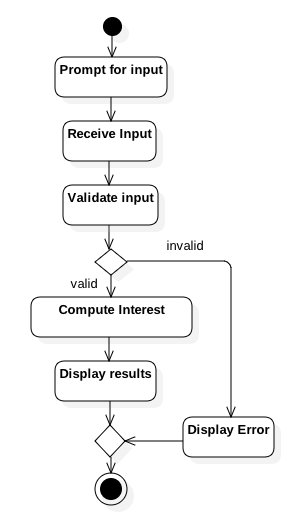 Prompt for input
Receive Input
Validate input
invalid
valid
Compute Interest
Display results
Display Error